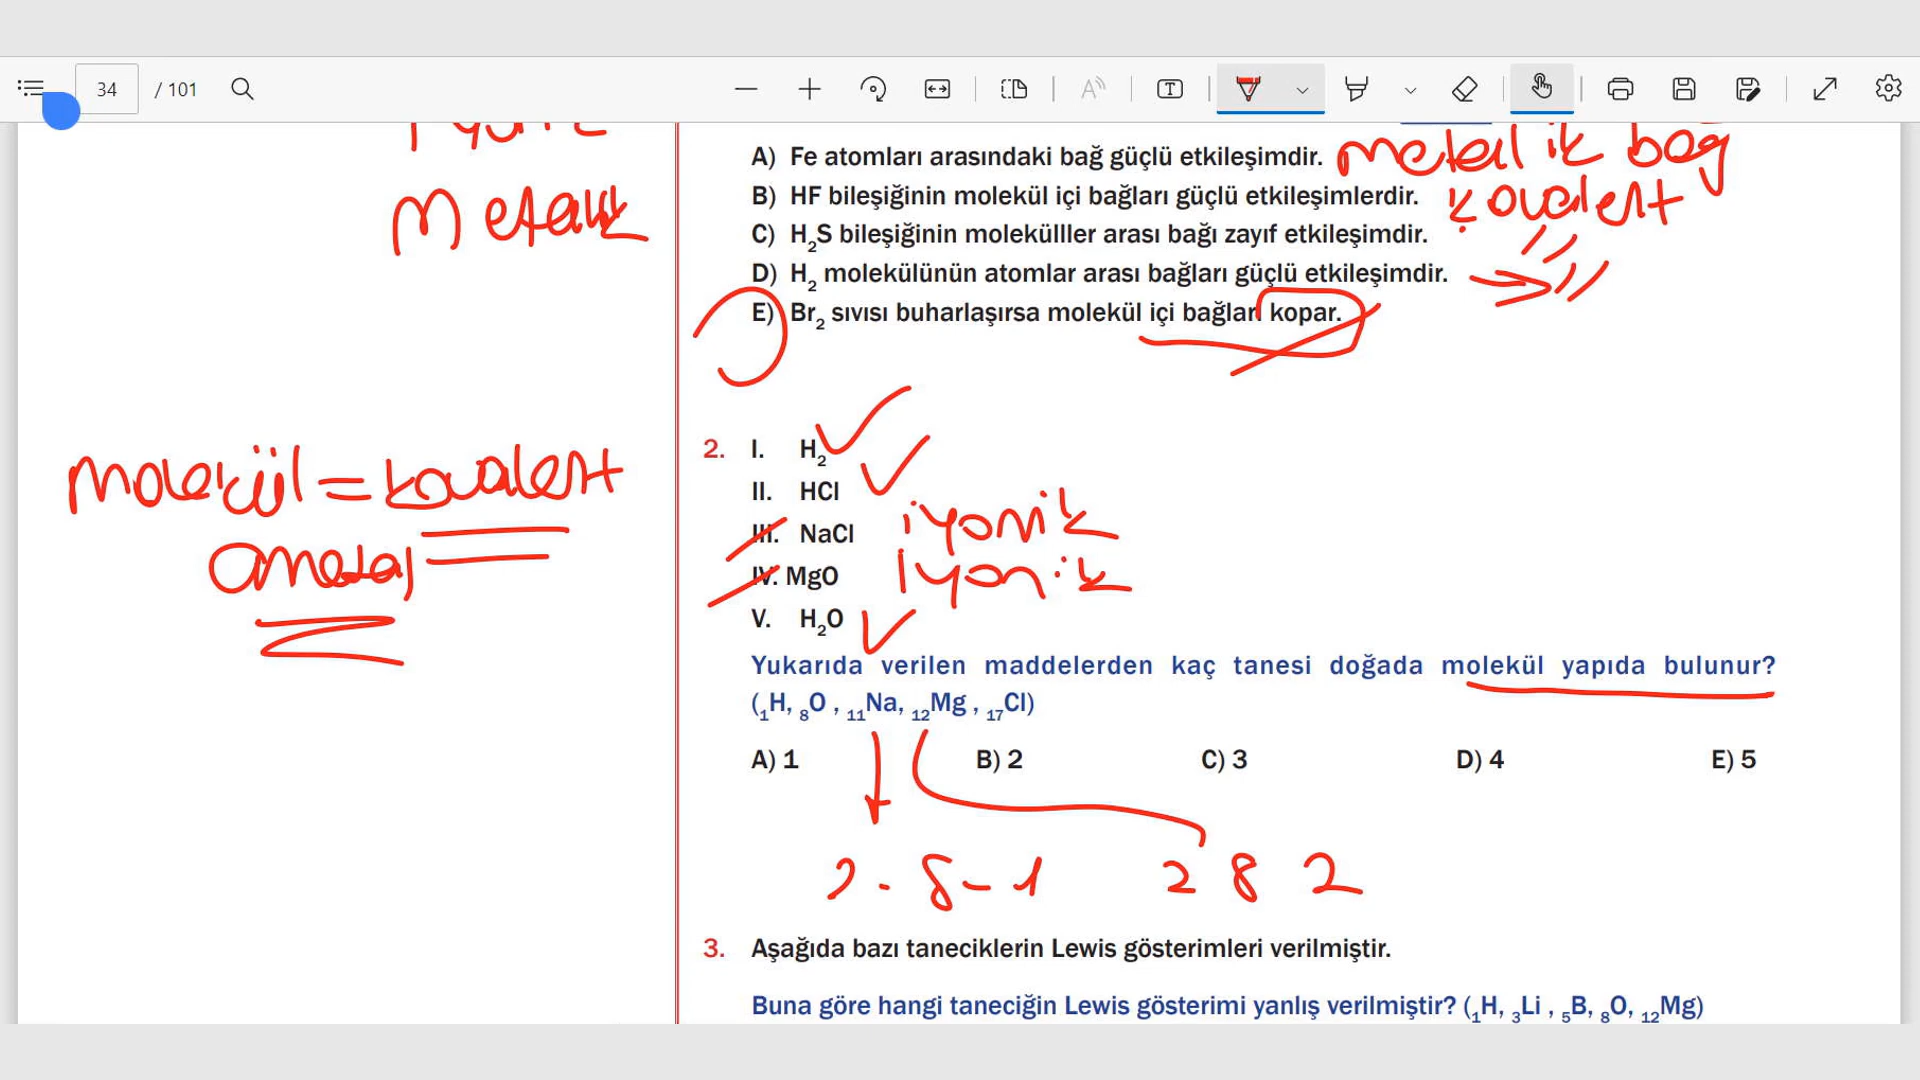 34 / 101
Metalik
A) Fe atomları arasındaki bağ güçlü etkileşimdir. metalik bağ
B) HF bileşiğinin molekül içi bağları güçlü etkileşimlerdir. kovalent
C) H₂S bileşiğinin molekülller arası bağı zayıf etkileşimdir.
D) H₂ molekülünün atomlar arası bağları güçlü etkileşimdir.
E) Br₂ sıvısı buharlaşırsa molekül içi bağları kopar.
molekül = kovalent
ametal
2. I. H₂
II. HCl
III. NaCl iyonik
IV. MgO iyonik
V. H₂O
Yukarıda verilen maddelerden kaç tanesi doğada molekül yapıda bulunur?
(₁H, ₈O , ₁₁Na, ₁₂Mg , ₁₇Cl)
A) 1 B) 2 C) 3 D) 4 E) 5
2 - 8 - 1 2 8 2
3. Aşağıda bazı taneciklerin Lewis gösterimleri verilmiştir.
Buna göre hangi taneciğin Lewis gösterimi yanlış verilmiştir? (₁H, ₃Li , ₅B, ₈O, ₁₂Mg)